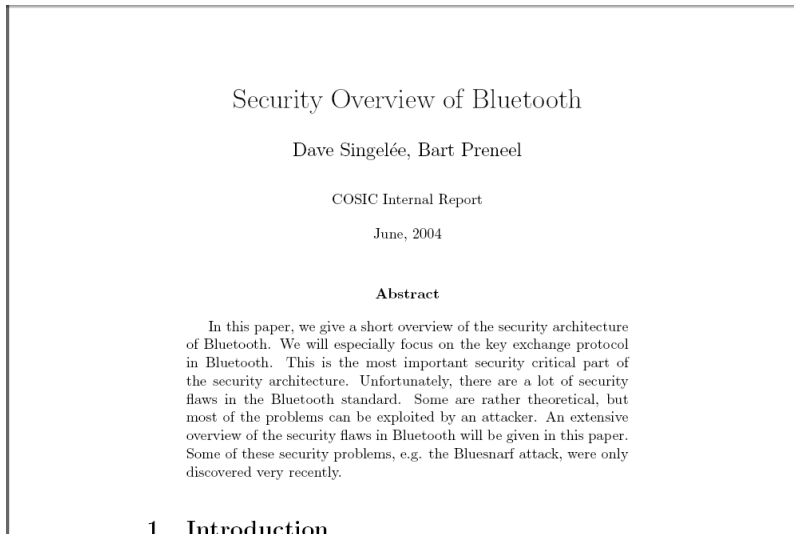 Security Overview of Bluetooth
Dave Singelée, Bart Preneel
COSIC Internal Report
June, 2004
Abstract
In this paper, we give a short overview of the security architecture
of Bluetooth. We will especially focus on the key exchange protocol
in Bluetooth. This is the most important security critical part of
the security architecture. Unfortunately, there are a lot of security
flaws in the Bluetooth standard. Some are rather theoretical, but
most of the problems can be exploited by an attacker. An extensive
overview of the security flaws in Bluetooth will be given in this paper.
Some of these security problems, e.g. the Bluesnarf attack, were only
discovered very recently.
1 Introduction